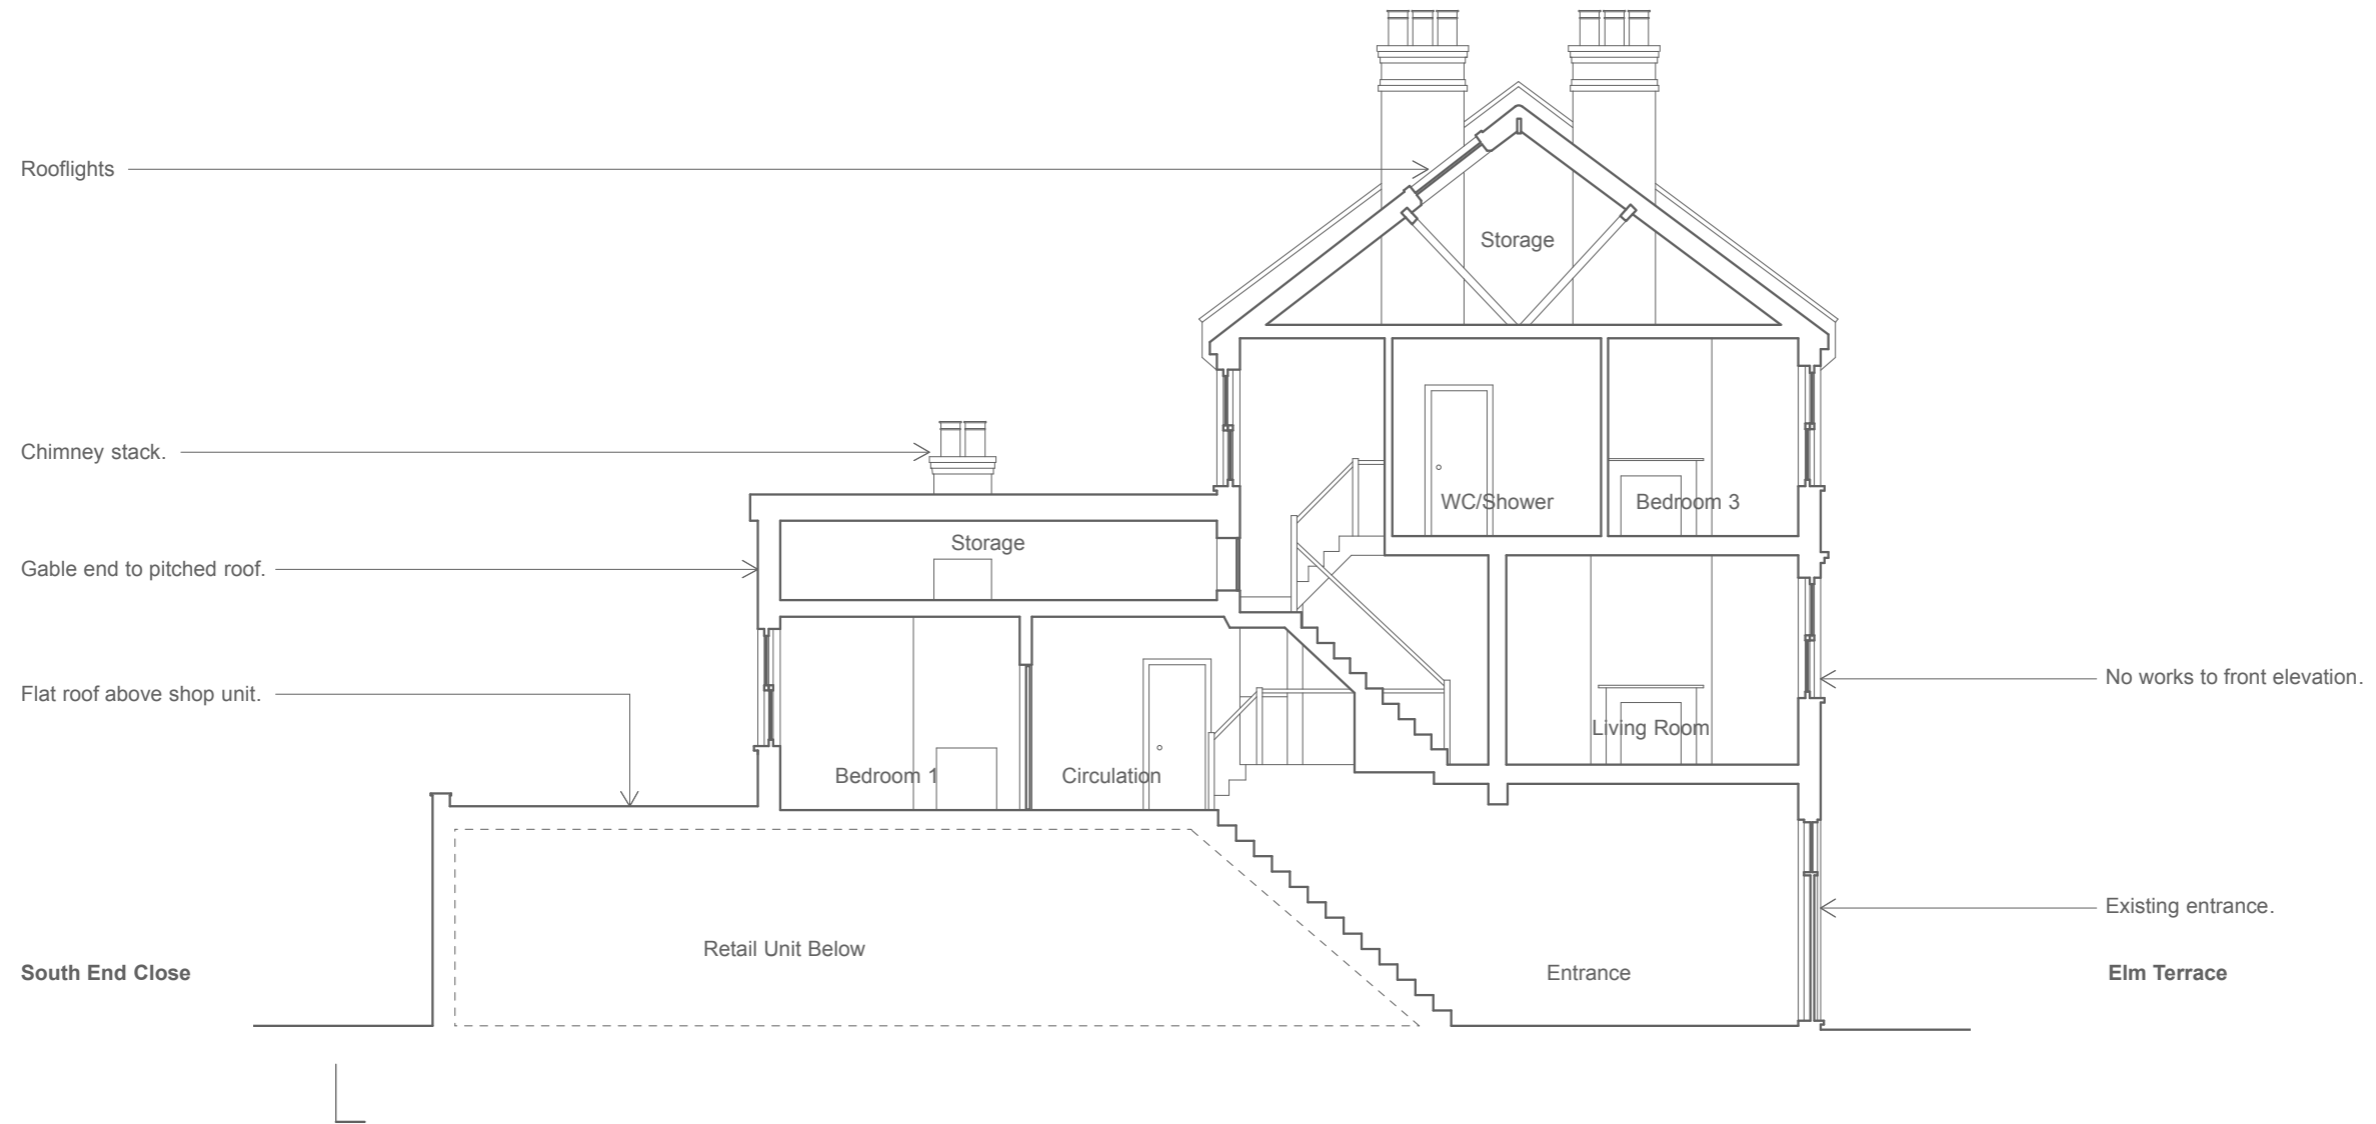 Rooflights
Storage
Chimney stack.
WC/Shower
Bedroom 3
Storage
Gable end to pitched roof.
No works to front elevation.
Flat roof above shop unit.
Living Room
Bedroom 1
Circulation
Existing entrance.
Retail Unit Below
South End Close
Entrance
Elm Terrace